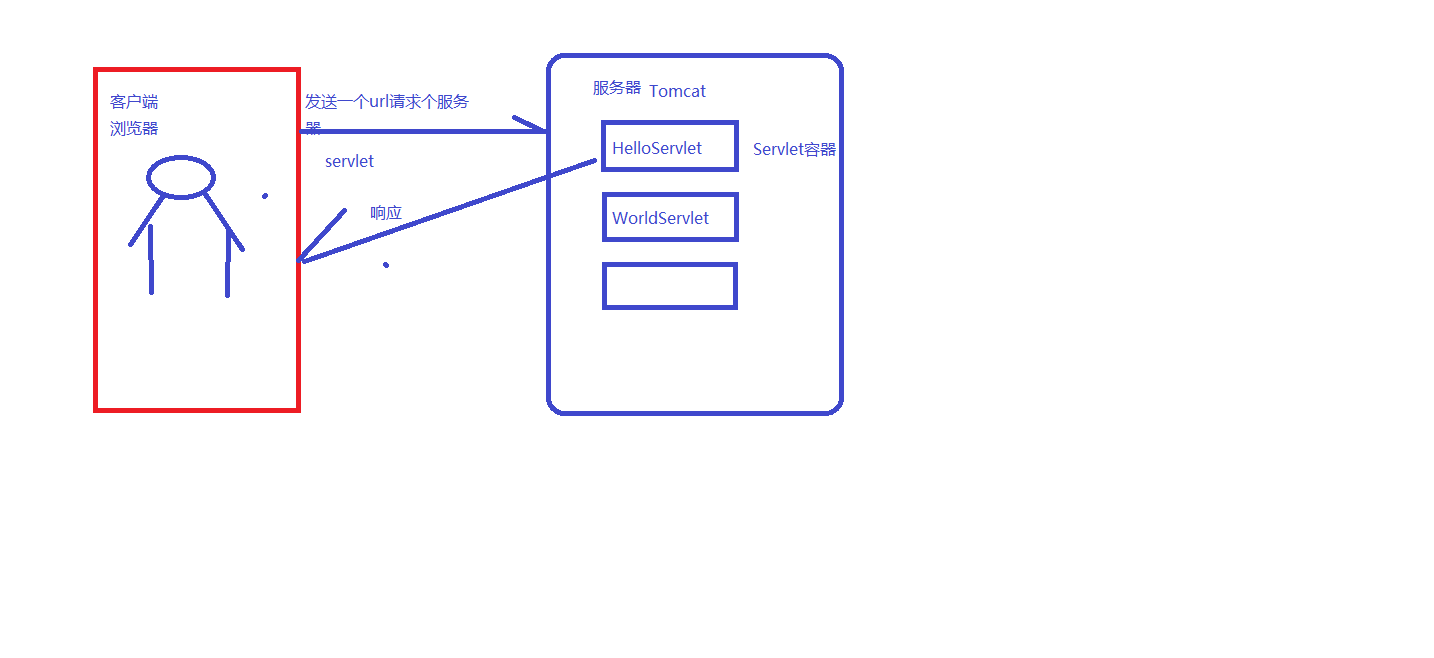 客户端
浏览器
发送一个url请求个服务
器
servlet
响应
服务器 Tomcat
HelloServlet
Servlet容器
WorldServlet